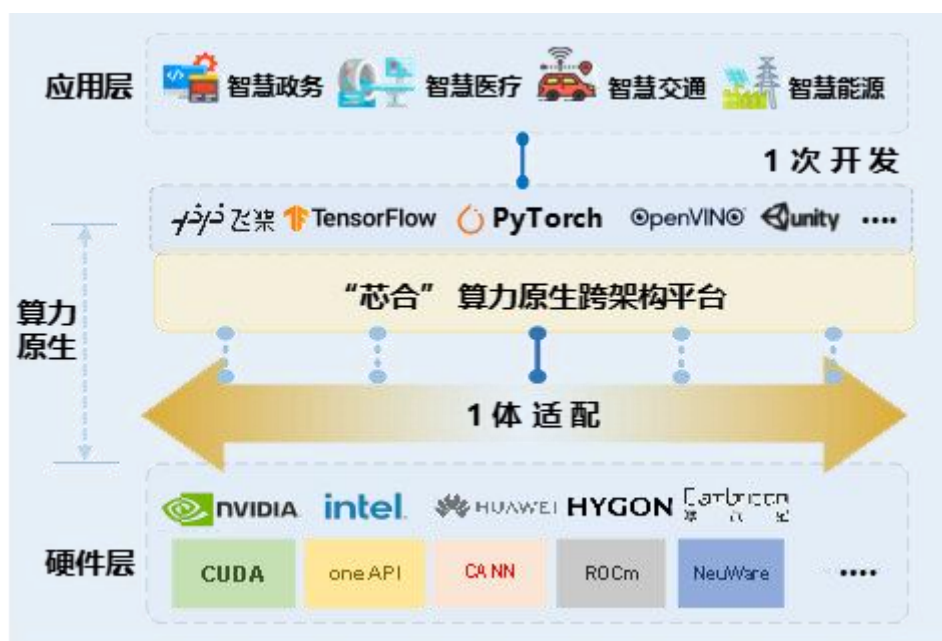 应用层
智慧政务 智慧医疗 智慧交通 智慧能源
1 次 开 发
飞桨 TensorFlow PyTorch OpenVINO unity ····
“芯合” 算力原生跨架构平台
算力
原生
1 体 适 配
NVIDIA intel. HUAWEI HYGON
硬件层
CUDA oneAPI CANN ROCm NeuWare ····